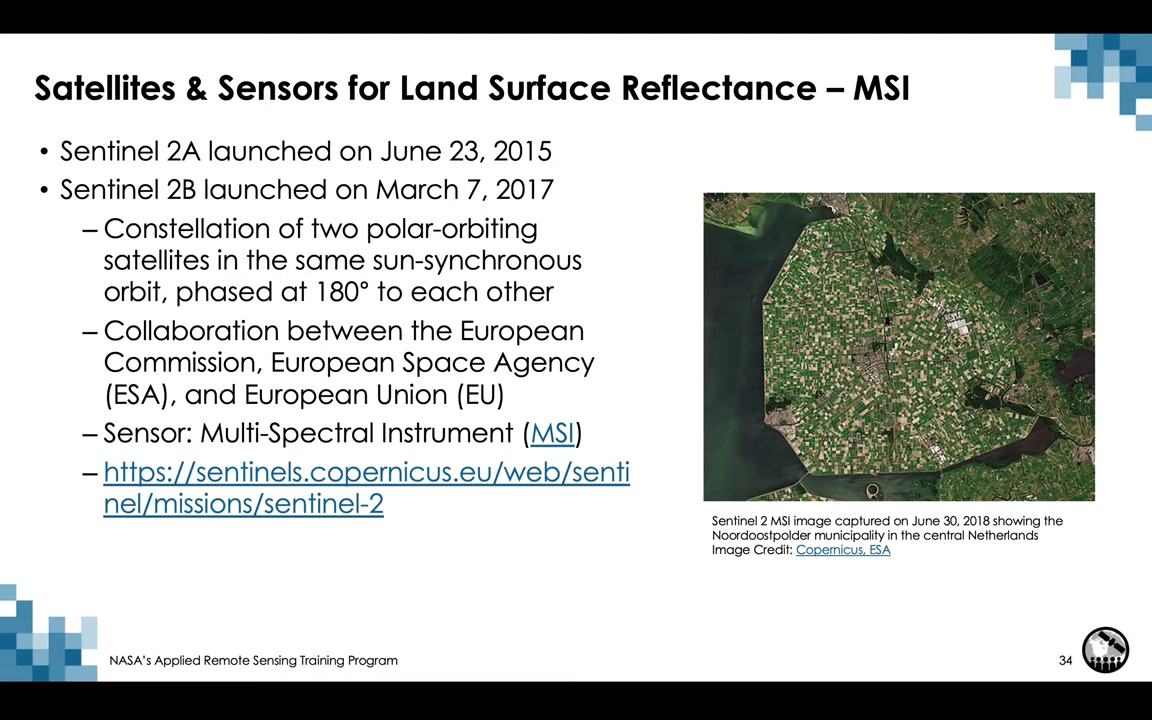 Satellites & Sensors for Land Surface Reflectance – MSI
• Sentinel 2A launched on June 23, 2015
• Sentinel 2B launched on March 7, 2017
– Constellation of two polar-orbiting
satellites in the same sun-synchronous
orbit, phased at 180° to each other
– Collaboration between the European
Commission, European Space Agency
(ESA), and European Union (EU)
– Sensor: Multi-Spectral Instrument (MSI)
– https://sentinels.copernicus.eu/web/senti
nel/missions/sentinel-2
Sentinel 2 MSI image captured on June 30, 2018 showing the
Noordoostpolder municipality in the central Netherlands
Image Credit: Copernicus, ESA
NASA's Applied Remote Sensing Training Program
34